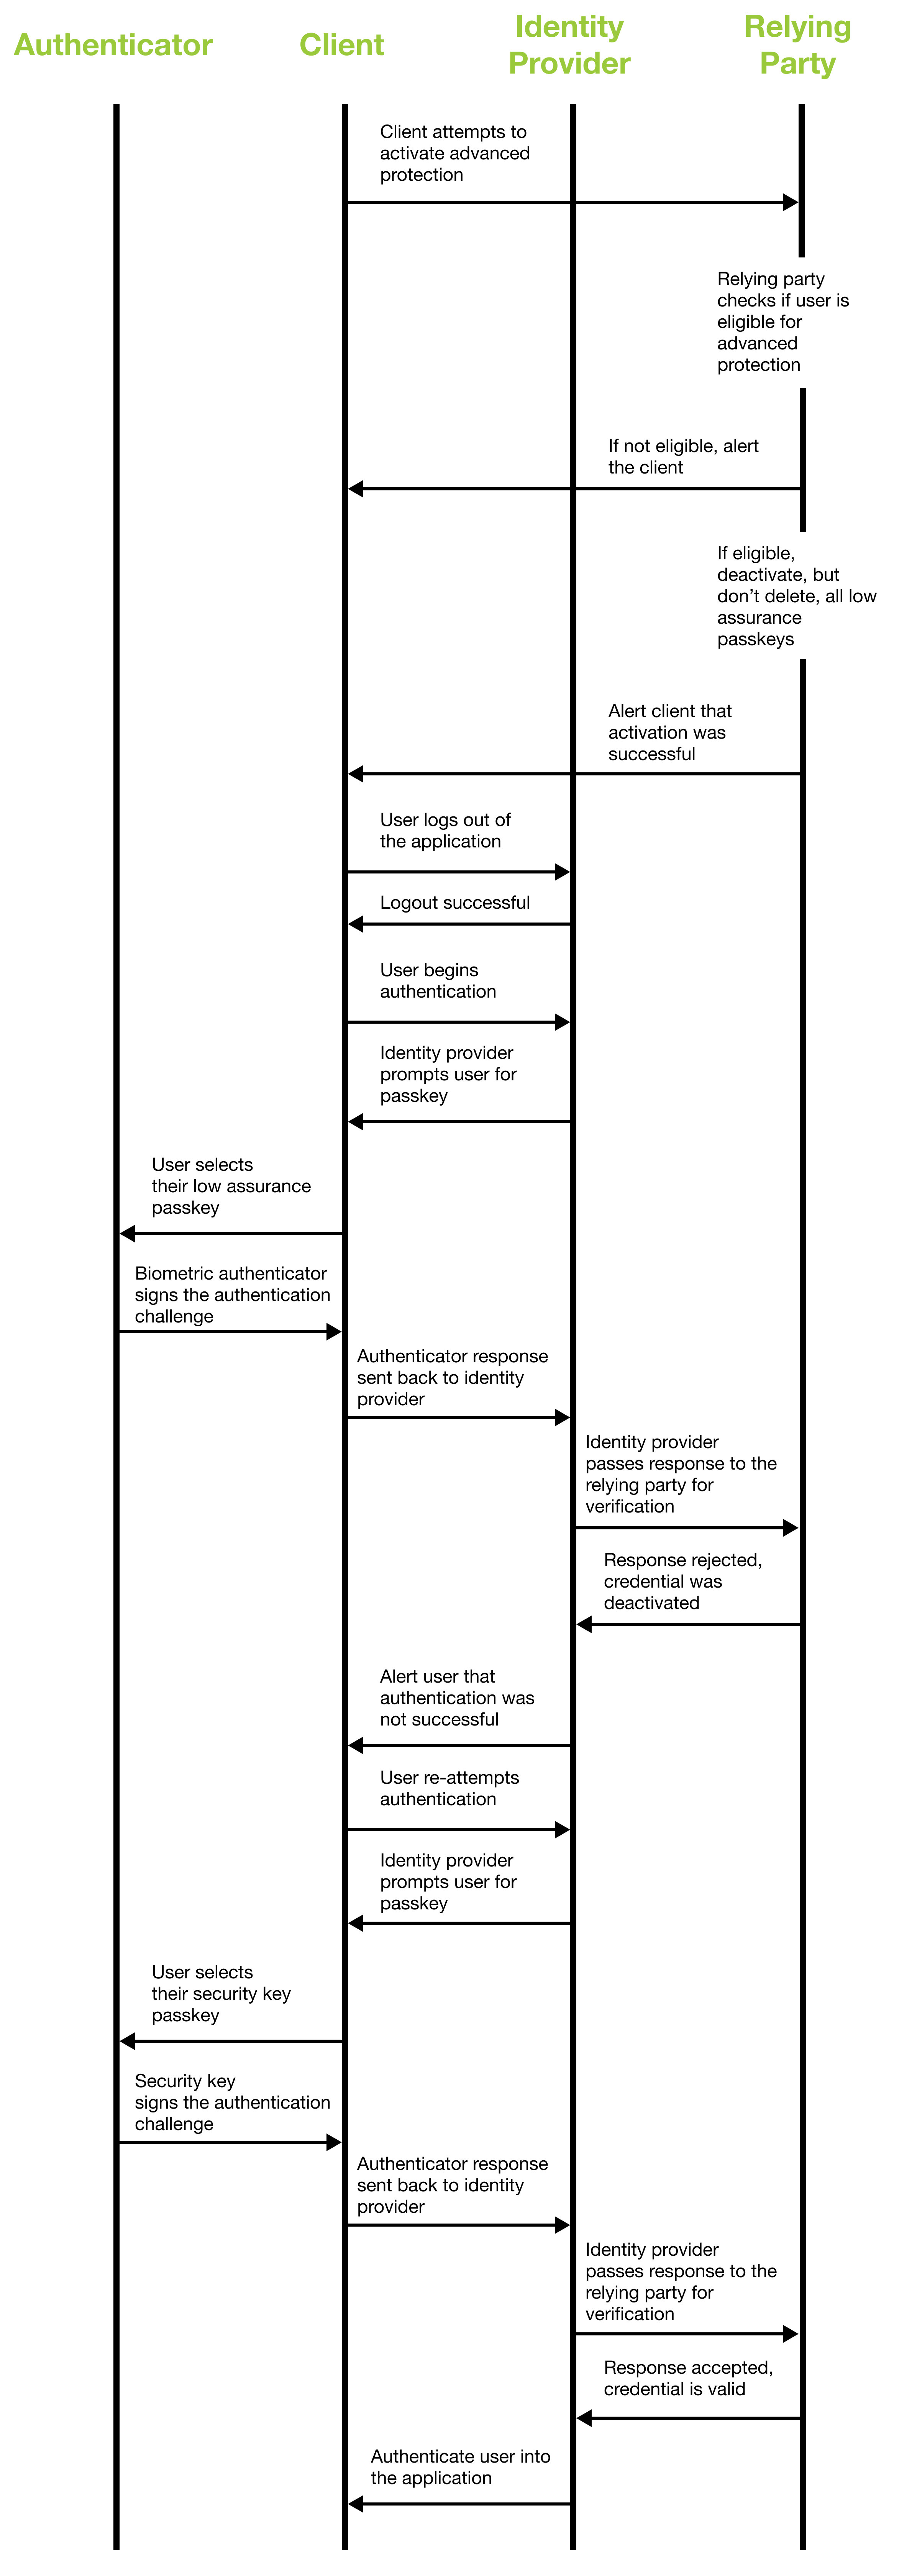 Authenticator
Client
Identity
Provider
Relying
Party
Client attempts to
activate advanced
protection
Relying party
checks if user is
eligible for
advanced
protection
If not eligible, alert
the client
If eligible,
deactivate, but
don't delete, all low
assurance
passkeys
Alert client that
activation was
successful
User logs out of
the application
Logout successful
User begins
authentication
Identity provider
prompts user for
passkey
User selects
their low assurance
passkey
Biometric authenticator
signs the authentication
challenge
Authenticator response
sent back to identity
provider
Identity provider
passes response to the
relying party for
verification
Response rejected,
credential was
deactivated
Alert user that
authentication was
not successful
User re-attempts
authentication
Identity provider
prompts user for
passkey
User selects
their security key
passkey
Security key
signs the authentication
challenge
Authenticator response
sent back to identity
provider
Identity provider
passes response to the
relying party for
verification
Response accepted,
credential is valid
Authenticate user into
the application